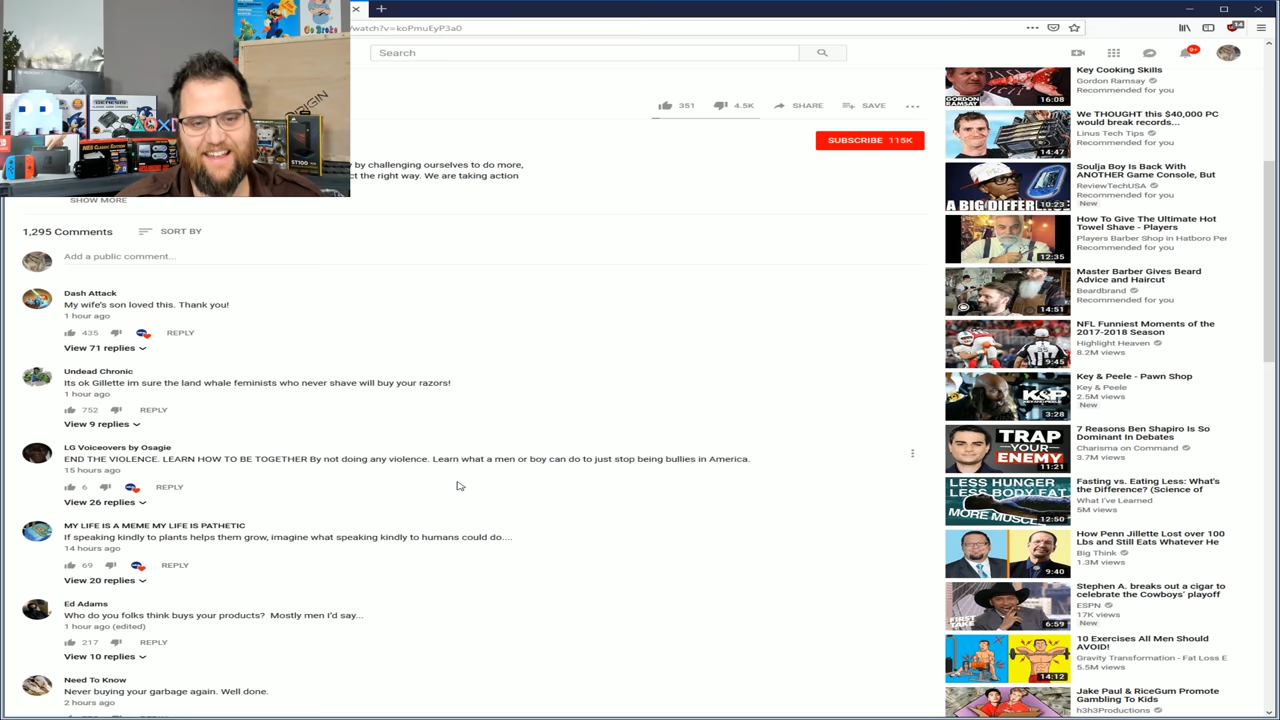 Go Broke
GENESIS
ORIGIN
ST100
/watch?v=koPmuEyP3a0
14
Search
9+
351
4.5K
SHARE
SAVE
SUBSCRIBE 115K
by challenging ourselves to do more,
ct the right way. We are taking action
SHOW MORE
1,295 Comments
SORT BY
Add a public comment...
Dash Attack
My wife's son loved this. Thank you!
1 hour ago
435
REPLY
View 71 replies
Undead Chronic
Its ok Gillette im sure the land whale feminists who never shave will buy your razors!
1 hour ago
752
REPLY
View 9 replies
LG Voiceovers by Osagie
END THE VIOLENCE. LEARN HOW TO BE TOGETHER By not doing any violence. Learn what a men or boy can do to just stop being bullies in America.
15 hours ago
6
REPLY
View 26 replies
MY LIFE IS A MEME MY LIFE IS PATHETIC
If speaking kindly to plants helps them grow, imagine what speaking kindly to humans could do....
14 hours ago
69
REPLY
View 20 replies
Ed Adams
Who do you folks think buys your products? Mostly men I'd say...
1 hour ago (edited)
217
REPLY
View 10 replies
Need To Know
Never buying your garbage again. Well done.
2 hours ago
Key Cooking Skills
Gordon Ramsay
Recommended for you
GORDON
RAMSAY
16:08
We THOUGHT this $40,000 PC
would break records...
Linus Tech Tips
Recommended for you
14:47
Soulja Boy Is Back With
ANOTHER Game Console, But
ReviewTechUSA
Recommended for you
New
A BIG DIFFERENCE
10:23
How To Give The Ultimate Hot
Towel Shave - Players
Players Barber Shop in Hatboro Per
Recommended for you
12:35
Master Barber Gives Beard
Advice and Haircut
Beardbrand
Recommended for you
14:51
NFL Funniest Moments of the
2017-2018 Season
Highlight Heaven
8.2M views
9:45
Key & Peele - Pawn Shop
Key & Peele
2.5M views
New
K&P
3:28
7 Reasons Ben Shapiro Is So
Dominant In Debates
Charisma on Command
3.7M views
TRAP
YOUR
ENEMY
11:21
Fasting vs. Eating Less: What's
the Difference? (Science of
What I've Learned
5M views
LESS HUNGER
LESS BODY FAT
MORE MUSCLE
12:50
How Penn Jillette Lost over 100
Lbs and Still Eats Whatever He
Big Think
1.3M views
9:40
Stephen A. breaks out a cigar to
celebrate the Cowboys' playoff
ESPN
17K views
New
FIRST
TAKE
6:59
10 Exercises All Men Should
AVOID!
Gravity Transformation - Fat Loss E
5.5M views
14:12
Jake Paul & RiceGum Promote
Gambling To Kids
h3h3Productions